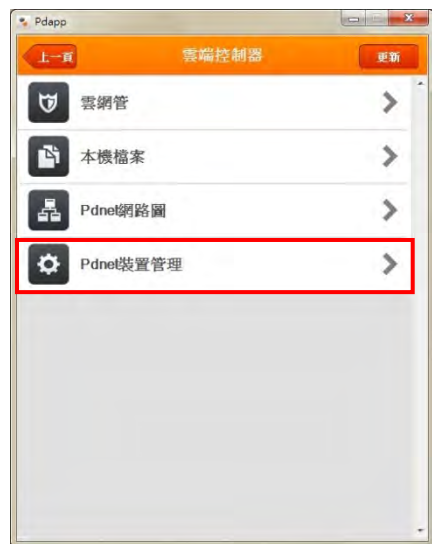 Pdapp
上一頁 雲端控制器 更新
雲網管
本機檔案
Pdnet網路圖
Pdnet裝置管理